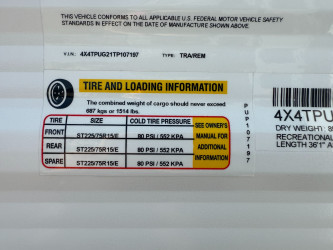 THIS VEHICLE CONFORMS TO ALL APPLICABLE U.S. FEDERAL MOTOR VEHICLE SAFETY
STANDARDS IN EFFECT ON THE DATE OF MANUFACTURE SHOWN ABOVE.
V.I.N.: 4X4TPUG21TP107197 TYPE: TRA/REM
TIRE AND LOADING INFORMATION
The combined weight of cargo should never exceed
687 kgs or 1514 lbs.
TIRE SIZE COLD TIRE PRESSURE SEE OWNER'S
MANUAL FOR
ADDITIONAL
INFORMATION
FRONT ST225/75R15/E 80 PSI / 552 KPA
REAR ST225/75R15/E 80 PSI / 552 KPA
SPARE ST225/75R15/E 80 PSI / 552 KPA
PUP107197
4X4TPU
DRY WEIGHT: 8
RECREATIONAL
LENGTH 36'1" A